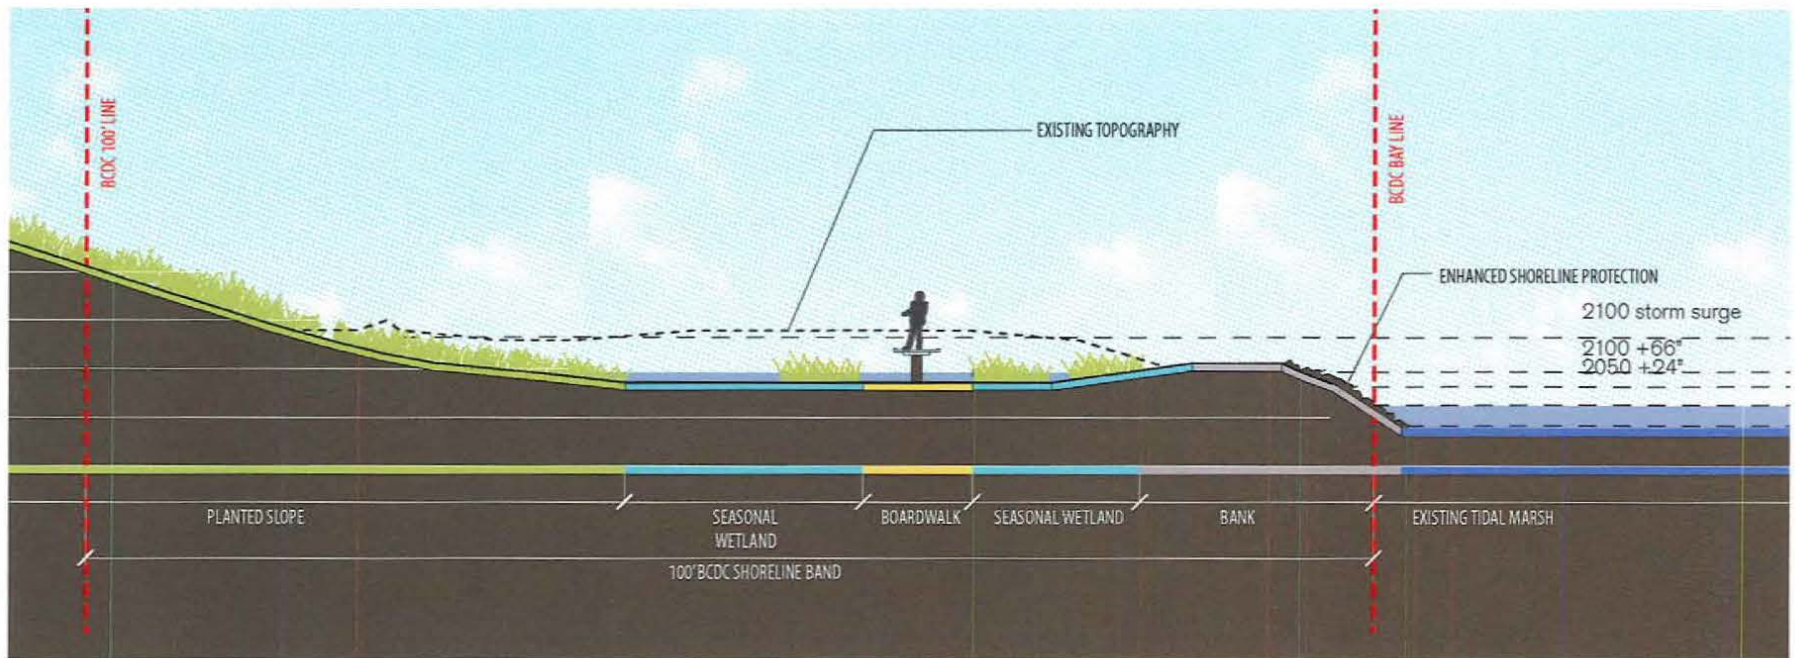 BCDC 100' LINE
EXISTING TOPOGRAPHY
BCDC BAY LINE
ENHANCED SHORELINE PROTECTION
2100 storm surge
2100 +66"
2050 +24"
PLANTED SLOPE
SEASONAL
WETLAND
BOARDWALK
SEASONAL WETLAND
BANK
EXISTING TIDAL MARSH
100' BCDC SHORELINE BAND